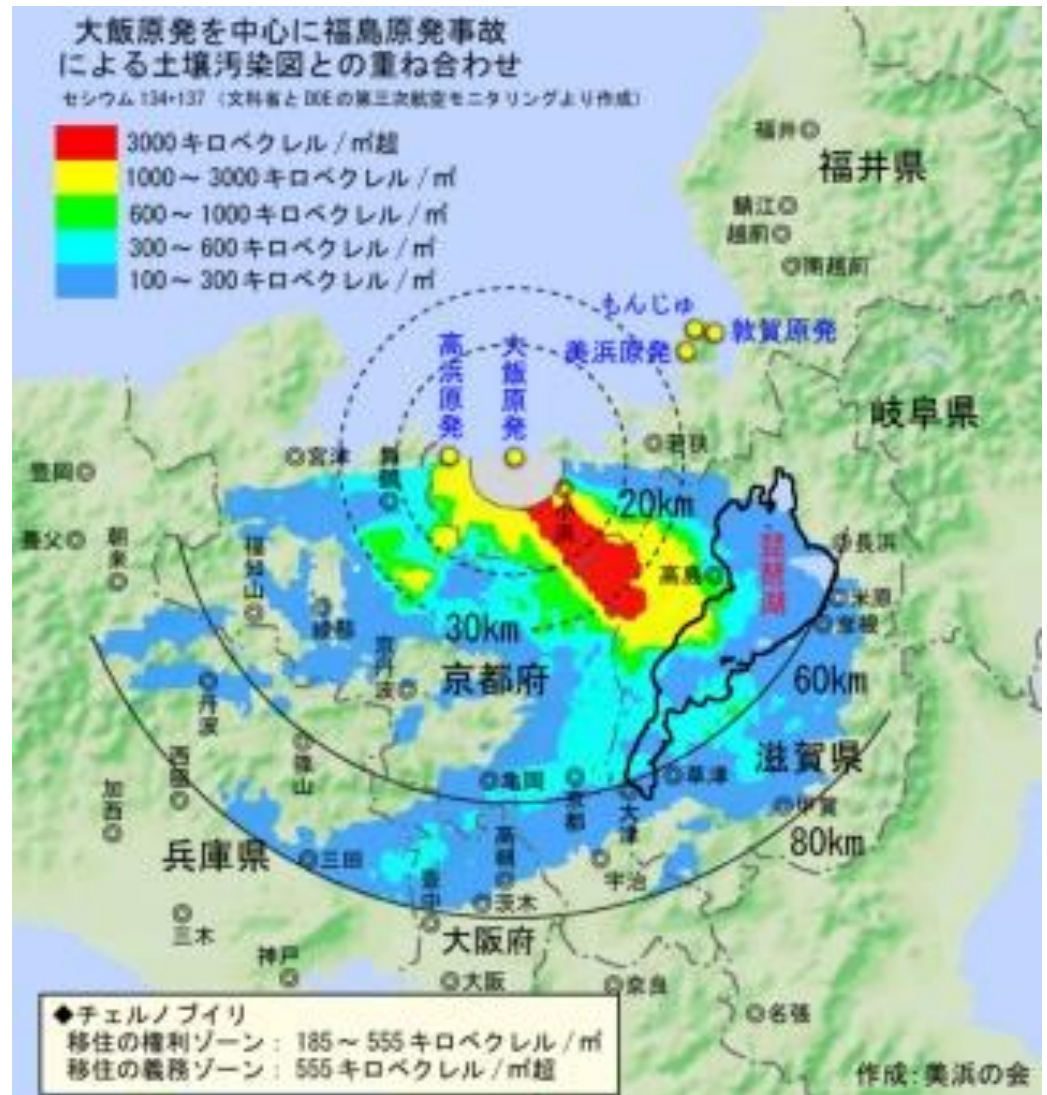 大飯原発を中心に福島原発事故
による土壌汚染図との重ね合わせ
セシウム134+137 (文科省とDOEの第三次航空モニタリングより作成)
3000キロベクレル/㎡超
1000～3000キロベクレル/㎡
600～1000キロベクレル/㎡
300～600キロベクレル/㎡
100～300キロベクレル/㎡
福井◎
福井県
鯖江◎
越前◎
◎南越前
もんじゅ
敦賀原発
美浜原発
高浜原発
大飯原発
岐阜県
◎宮津
舞鶴◎
◎若狭
豊岡◎
20km
養父◎
朝来◎
福知山◎
琵琶湖
◎長浜
高島◎
◎米原
◎彦根
綾部
30km
京丹波◎
京都府
60km
◎丹波
西脇◎
◎篠山
加西◎
◎亀岡
◎京都
大津
◎草津
滋賀県
◎甲賀
80km
兵庫県
◎三田
高槻◎
◎宇治
豊中◎
◎茨木
◎三木
大阪府
神戸◎
◎大阪
◎奈良
◎名張
◆チェルノブイリ
移住の権利ゾーン: 185～555キロベクレル/㎡
移住の義務ゾーン: 555キロベクレル/㎡超
作成:美浜の会